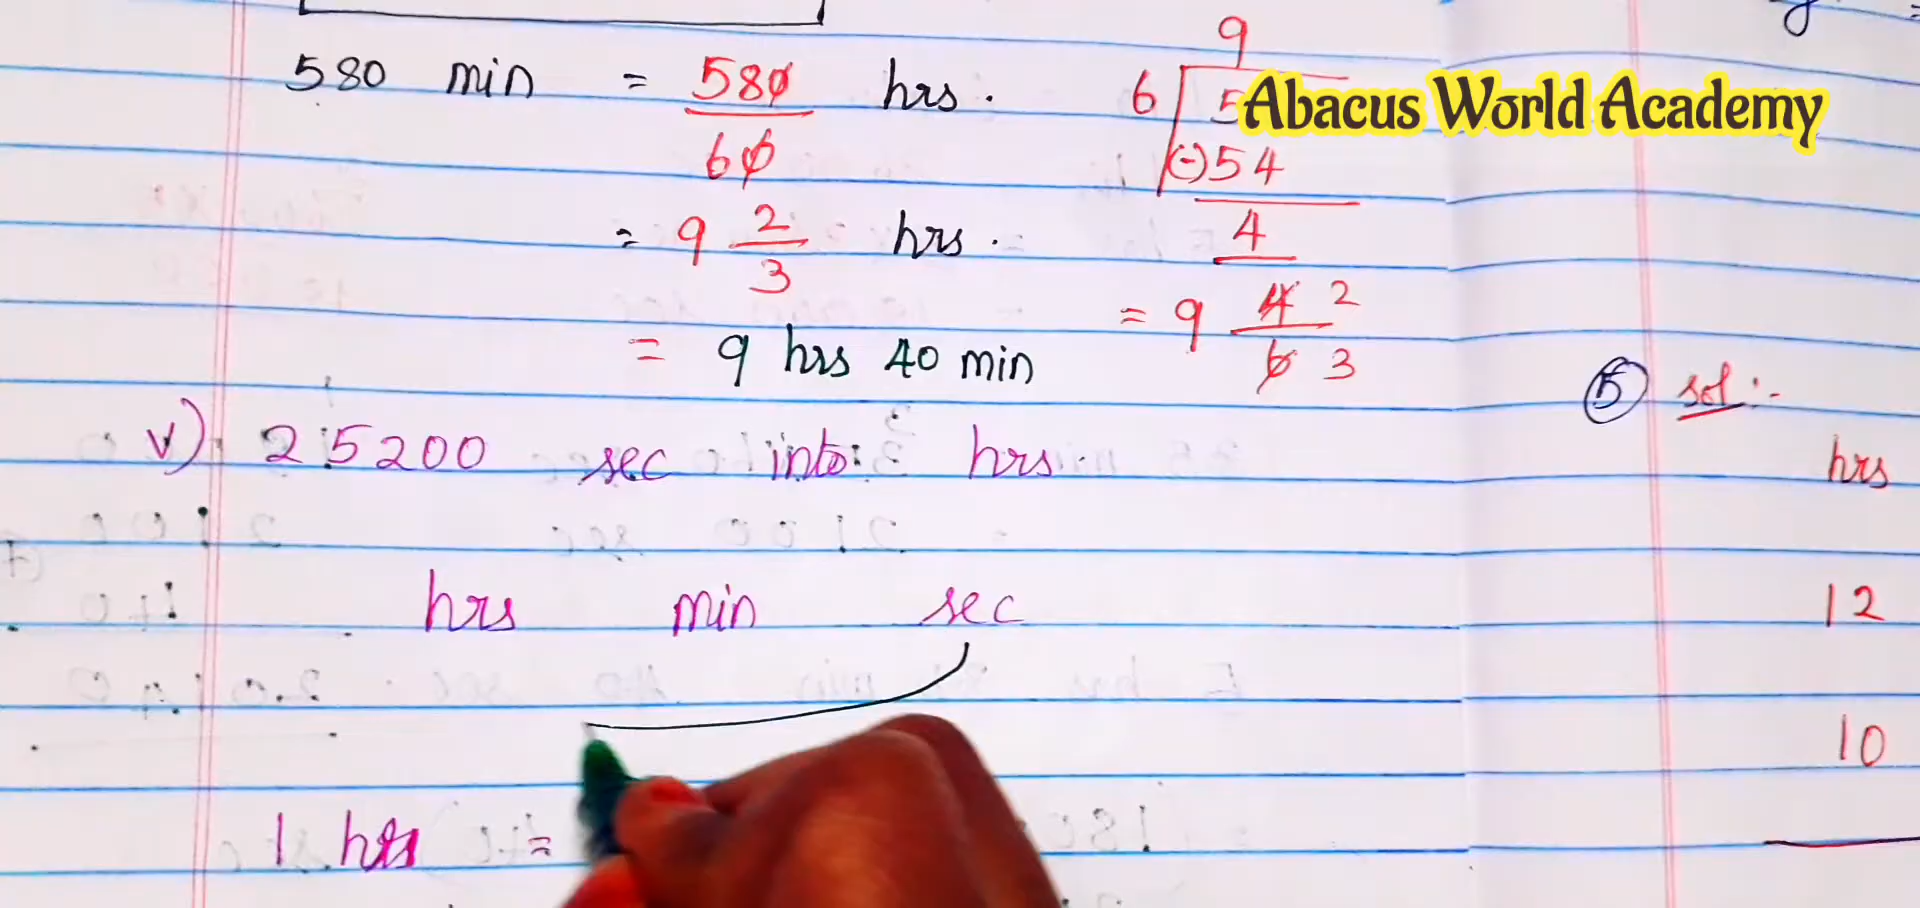 580 min = 580/60 hrs.
= 9 2/3 hrs.
= 9 hrs 40 min
9
6 5
(-) 54
4
= 9 4/6 2/3
Abacus World Academy
v) 25200 sec into hrs.
hrs min sec
1 hrs =
5 sol :-
hrs
12
10